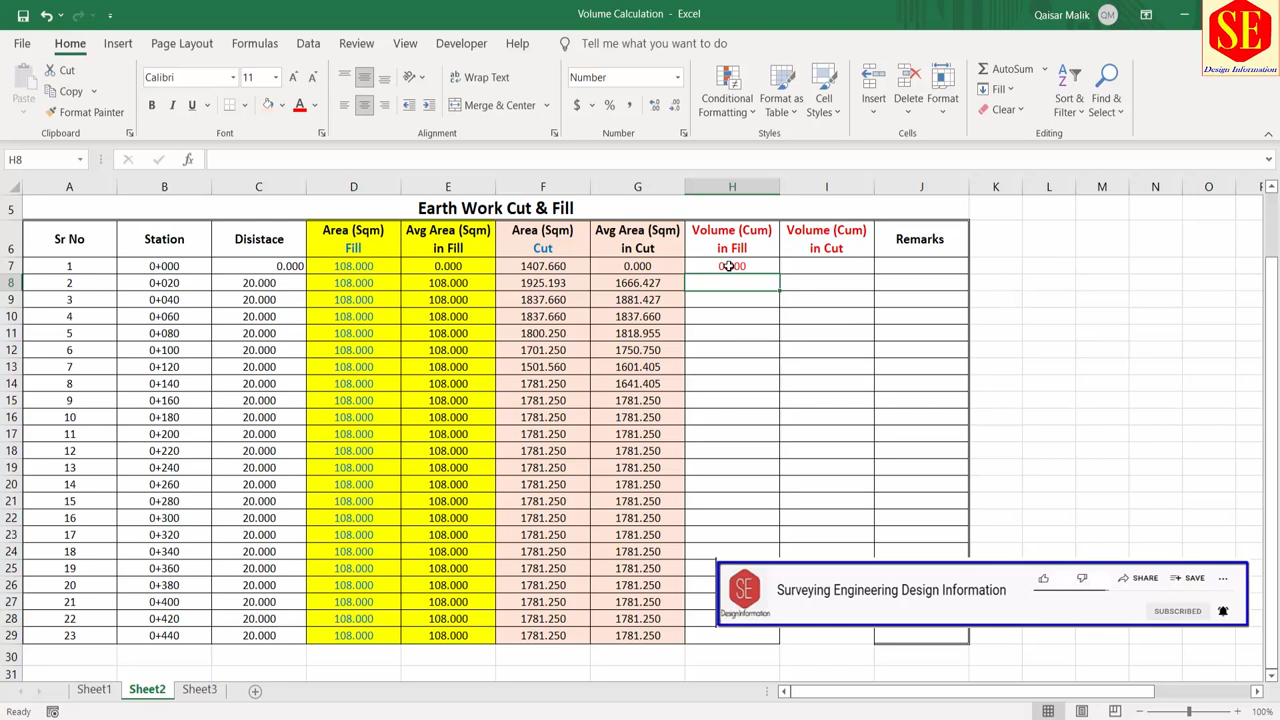 Volume Calculation - Excel
Qaisar Malik
QM
SE
Design Information
File Home Insert Page Layout Formulas Data Review View Developer Help Tell me what you want to do
Paste
Cut
Copy
Format Painter
Clipboard
Calibri 11
B I U
Font
Wrap Text
Merge & Center
Alignment
Number
$ % ,
Number
Conditional Formatting
Format as Table
Cell Styles
Styles
Insert Delete Format
Cells
AutoSum
Fill
Clear
Sort & Filter
Find & Select
Editing
H8
fx
A B C D E F G H I J K L M N O
5 Earth Work Cut & Fill
6 Sr No Station Disistace Area (Sqm) Fill Avg Area (Sqm) in Fill Area (Sqm) Cut Avg Area (Sqm) in Cut Volume (Cum) in Fill Volume (Cum) in Cut Remarks
7 1 0+000 0.000 108.000 0.000 1407.660 0.000
8 2 0+020 20.000 108.000 108.000 1925.193 1666.427
9 3 0+040 20.000 108.000 108.000 1837.660 1881.427
10 4 0+060 20.000 108.000 108.000 1837.660 1837.660
11 5 0+080 20.000 108.000 108.000 1800.250 1818.955
12 6 0+100 20.000 108.000 108.000 1701.250 1750.750
13 7 0+120 20.000 108.000 108.000 1501.560 1601.405
14 8 0+140 20.000 108.000 108.000 1781.250 1641.405
15 9 0+160 20.000 108.000 108.000 1781.250 1781.250
16 10 0+180 20.000 108.000 108.000 1781.250 1781.250
17 11 0+200 20.000 108.000 108.000 1781.250 1781.250
18 12 0+220 20.000 108.000 108.000 1781.250 1781.250
19 13 0+240 20.000 108.000 108.000 1781.250 1781.250
20 14 0+260 20.000 108.000 108.000 1781.250 1781.250
21 15 0+280 20.000 108.000 108.000 1781.250 1781.250
22 16 0+300 20.000 108.000 108.000 1781.250 1781.250
23 17 0+320 20.000 108.000 108.000 1781.250 1781.250
24 18 0+340 20.000 108.000 108.000 1781.250 1781.250
25 19 0+360 20.000 108.000 108.000 1781.250 1781.250
26 20 0+380 20.000 108.000 108.000 1781.250 1781.250
27 21 0+400 20.000 108.000 108.000 1781.250 1781.250
28 22 0+420 20.000 108.000 108.000 1781.250 1781.250
29 23 0+440 20.000 108.000 108.000 1781.250 1781.250
30
31
SE
Design Information
Surveying Engineering Design Information
SHARE SAVE
SUBSCRIBED
Sheet1 Sheet2 Sheet3
Ready
100%